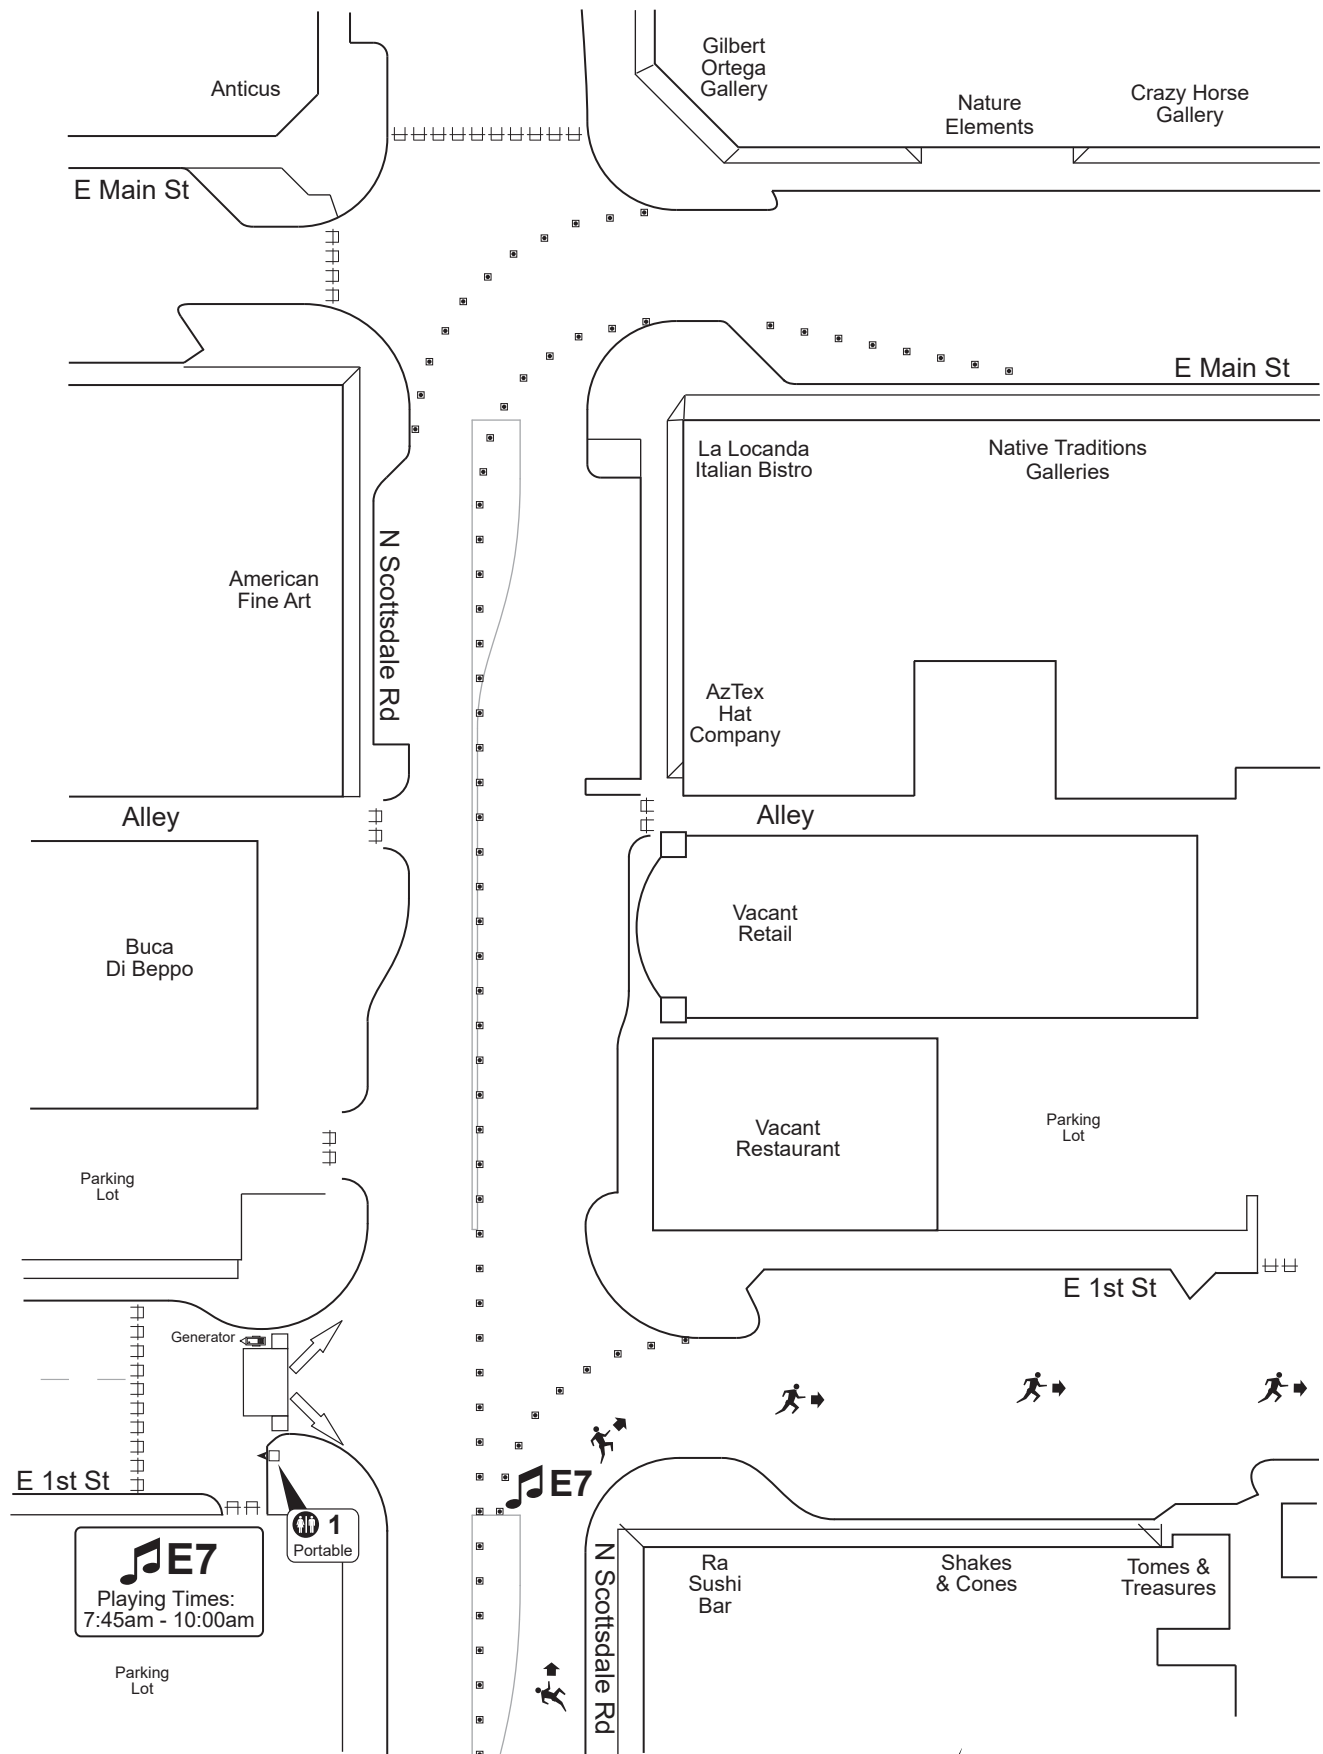 Gilbert
Ortega
Gallery
Anticus
Nature
Elements
Crazy Horse
Gallery
E Main St
E Main St
La Locanda
Italian Bistro
Native Traditions
Galleries
N Scottsdale Rd
American
Fine Art
AzTex
Hat
Company
Alley
Alley
Vacant
Retail
Buca
Di Beppo
Vacant
Restaurant
Parking
Lot
Parking
Lot
E 1st St
Generator
E 1st St
E7
1
Portable
E7
Playing Times:
7:45am - 10:00am
N Scottsdale Rd
Ra
Sushi
Bar
Shakes
& Cones
Tomes &
Treasures
Parking
Lot